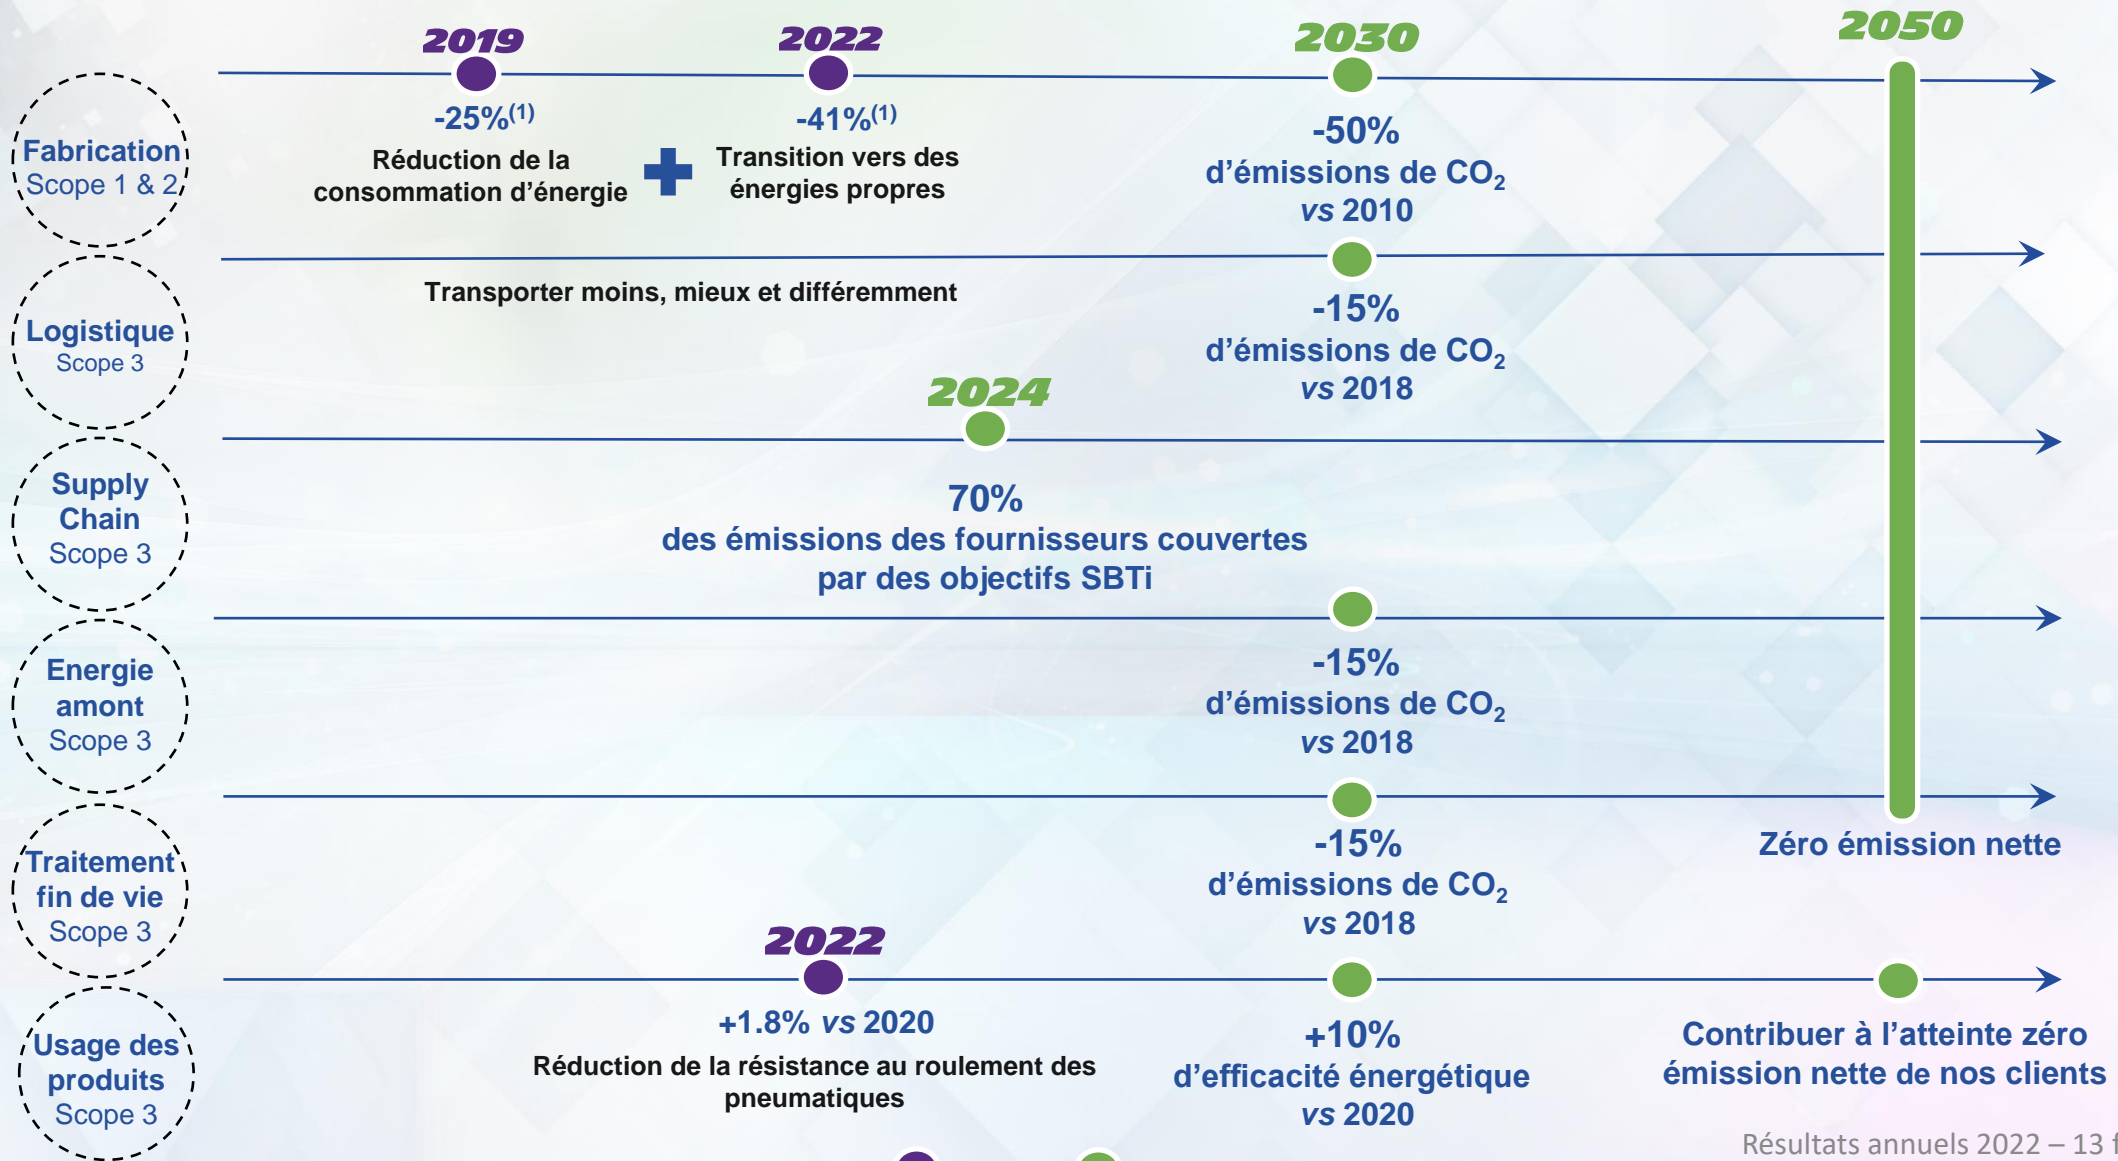 2019
2022
2030
2050
Fabrication
Scope 1 & 2
-25%(1)
Réduction de la
consommation d’énergie
-41%(1)
Transition vers des
énergies propres
-50%
d’émissions de CO2
vs 2010
Logistique
Scope 3
Transporter moins, mieux et différemment
-15%
d’émissions de CO2
vs 2018
2024
Supply
Chain
Scope 3
70%
des émissions des fournisseurs couvertes
par des objectifs SBTi
Energie
amont
Scope 3
-15%
d’émissions de CO2
vs 2018
Zéro émission nette
Traitement
fin de vie
Scope 3
-15%
d’émissions de CO2
vs 2018
2022
Usage des
produits
Scope 3
+1.8% vs 2020
Réduction de la résistance au roulement des
pneumatiques
+10%
d’efficacité énergétique
vs 2020
Contribuer à l’atteinte zéro
émission nette de nos clients
Résultats annuels 2022 – 13 f